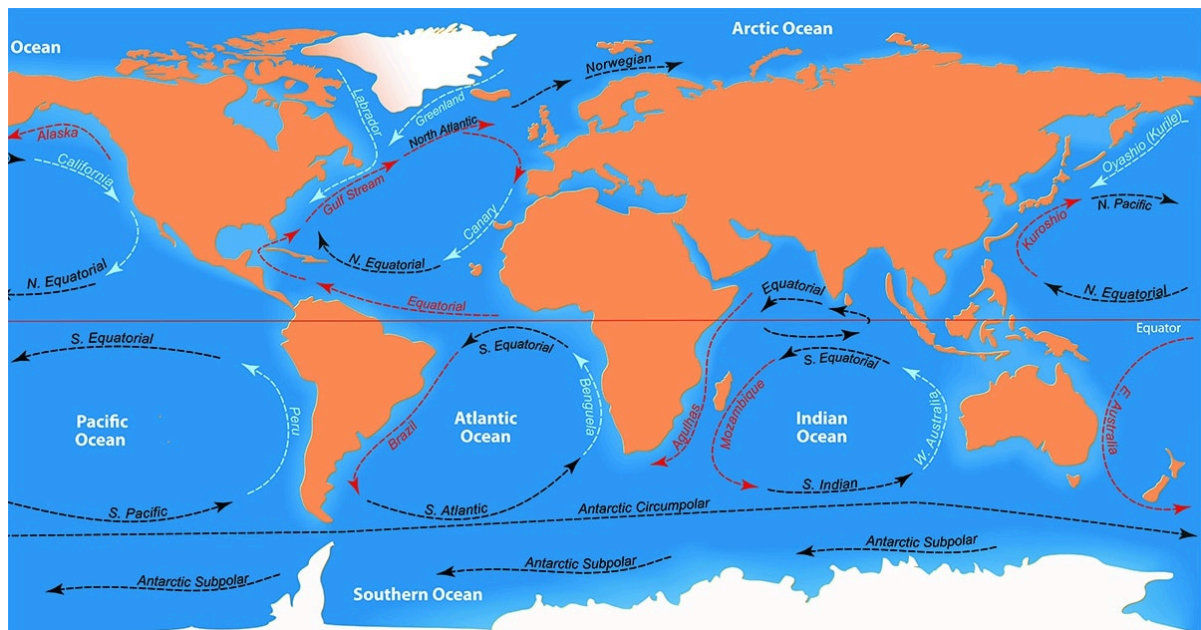 Ocean
Arctic Ocean
Norwegian
Labrador
Greenland
North Atlantic
Alaska
California
Gulf Stream
Canary
N. Equatorial
N. Equatorial
Equatorial
Oyashio (Kurile)
N. Pacific
Kuroshio
N. Equatorial
Equatorial
Equator
S. Equatorial
S. Equatorial
S. Equatorial
Pacific
Ocean
Peru
Atlantic
Ocean
Brazil
Benguela
Agulhas
Mozambique
Indian
Ocean
W. Australia
E. Australia
S. Pacific
S. Atlantic
S. Indian
Antarctic Circumpolar
Antarctic Subpolar
Antarctic Subpolar
Antarctic Subpolar
Southern Ocean